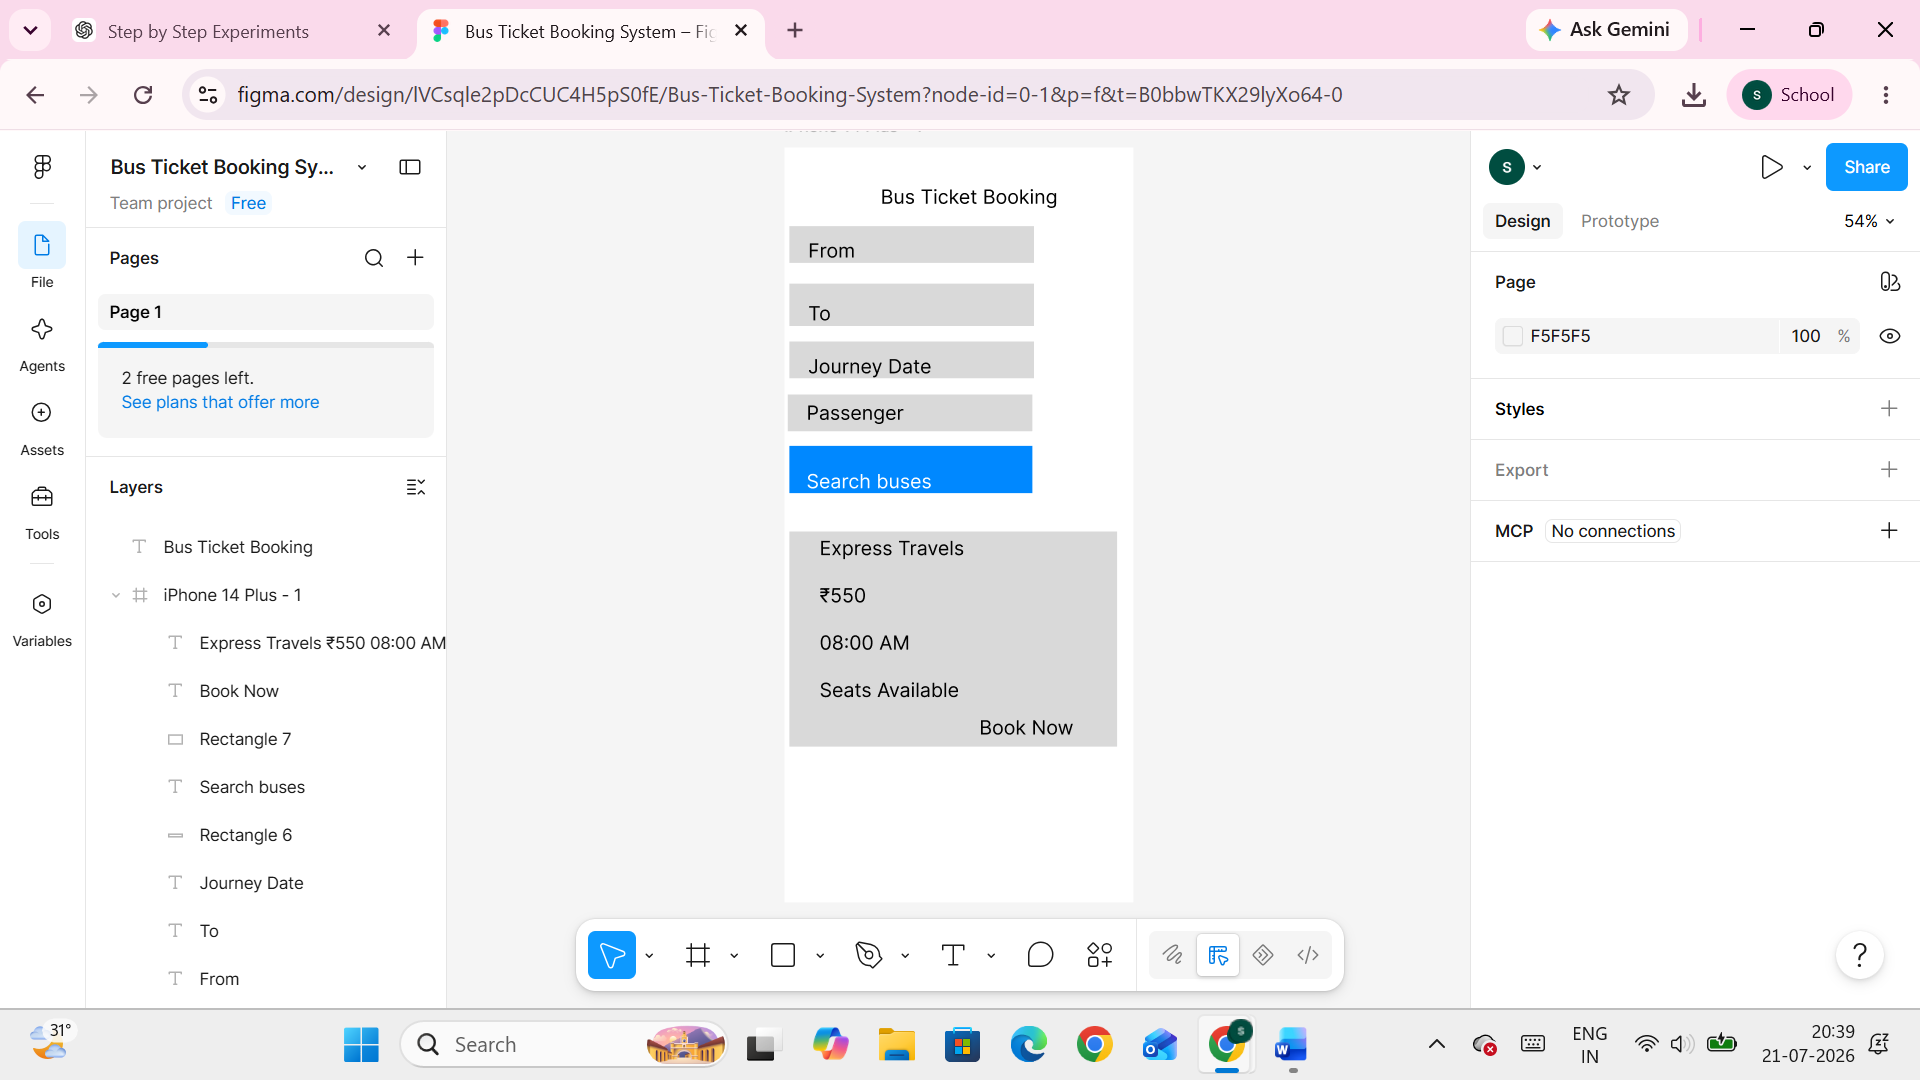 Step by Step Experiments
Bus Ticket Booking System – Fig
Ask Gemini
figma.com/design/lVCsqle2pDcCUC4H5pS0fE/Bus-Ticket-Booking-System?node-id=0-1&p=f&t=B0bbwTKX29lyXo64-0
S School
File
Agents
Assets
Tools
Variables
Bus Ticket Booking Sy...
Team project Free
Pages
Page 1
2 free pages left.
See plans that offer more
Layers
Bus Ticket Booking
iPhone 14 Plus - 1
Express Travels ₹550 08:00 AM
Book Now
Rectangle 7
Search buses
Rectangle 6
Journey Date
To
From
Bus Ticket Booking
From
To
Journey Date
Passenger
Search buses
Express Travels
₹550
08:00 AM
Seats Available
Book Now
S
Share
Design Prototype 54%
Page
F5F5F5 100 %
Styles
Export
MCP No connections
?
31°
Search
S
ENG
IN
20:39
21-07-2026